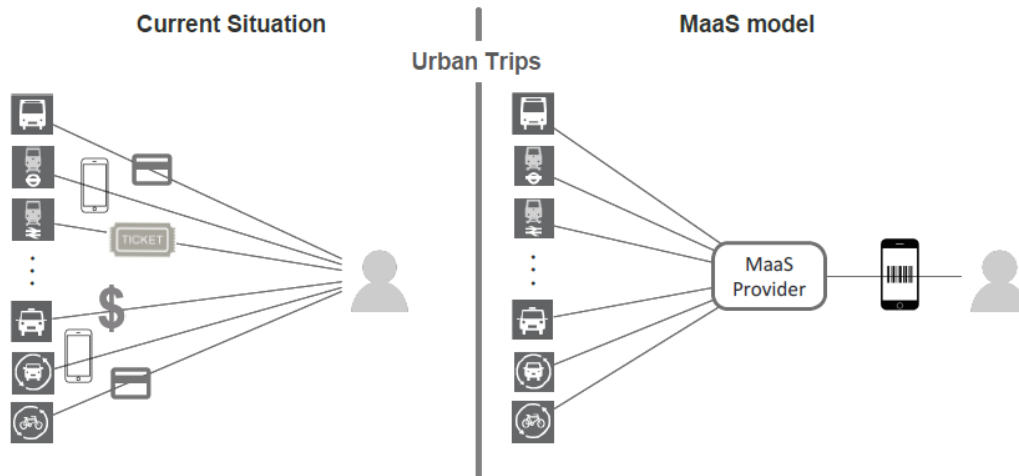 Current Situation
MaaS model
Urban Trips
TICKET
$
MaaS
Provider